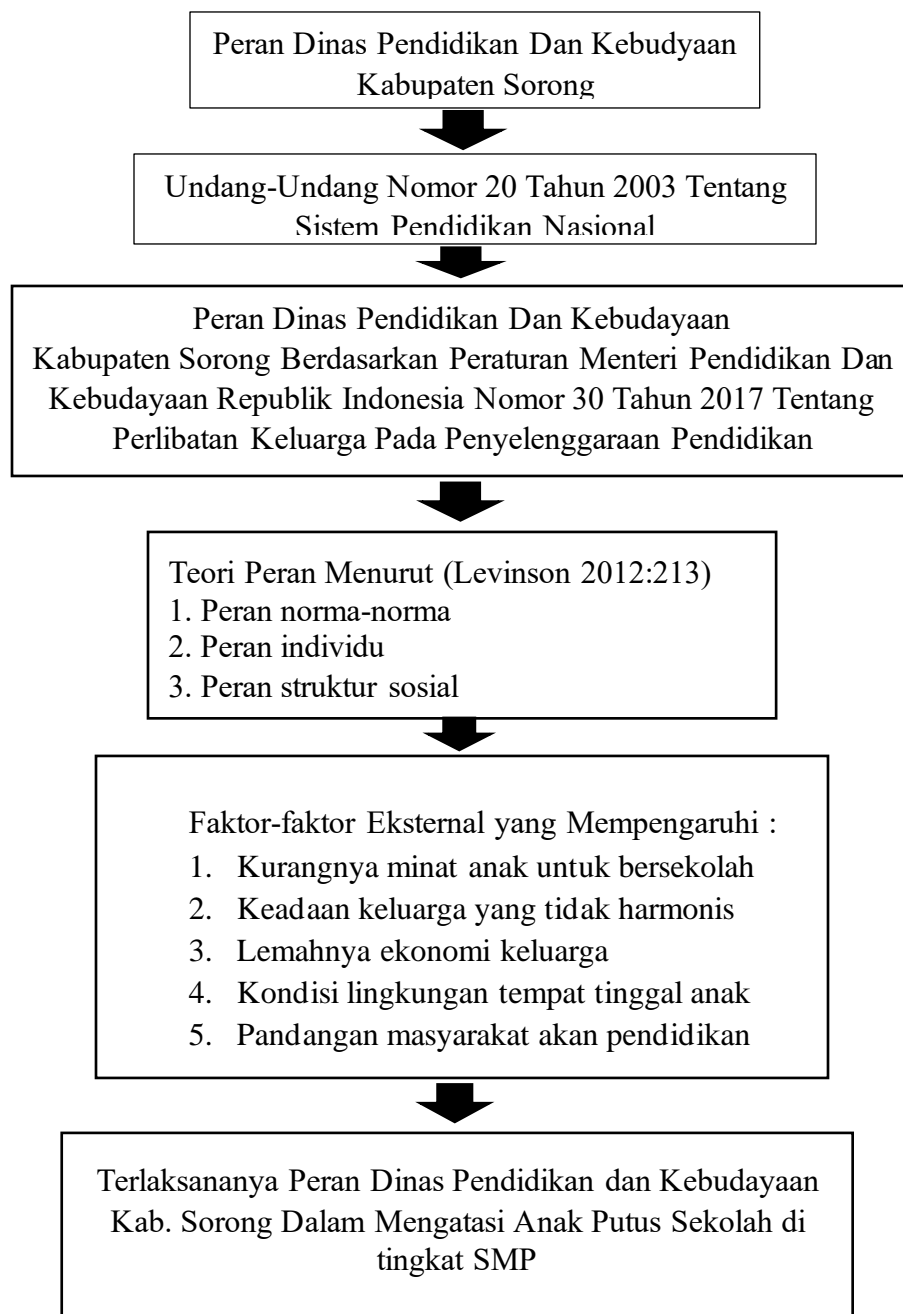 Peran Dinas Pendidikan Dan Kebudyaan
Kabupaten Sorong
Undang-Undang Nomor 20 Tahun 2003 Tentang
Sistem Pendidikan Nasional
Peran Dinas Pendidikan Dan Kebudayaan
Kabupaten Sorong Berdasarkan Peraturan Menteri Pendidikan Dan
Kebudayaan Republik Indonesia Nomor 30 Tahun 2017 Tentang
Perlibatan Keluarga Pada Penyelenggaraan Pendidikan
Teori Peran Menurut (Levinson 2012:213)
1. Peran norma-norma
2. Peran individu
3. Peran struktur sosial
Faktor-faktor Eksternal yang Mempengaruhi :
1. Kurangnya minat anak untuk bersekolah
2. Keadaan keluarga yang tidak harmonis
3. Lemahnya ekonomi keluarga
4. Kondisi lingkungan tempat tinggal anak
5. Pandangan masyarakat akan pendidikan
Terlaksananya Peran Dinas Pendidikan dan Kebudayaan
Kab. Sorong Dalam Mengatasi Anak Putus Sekolah di
tingkat SMP